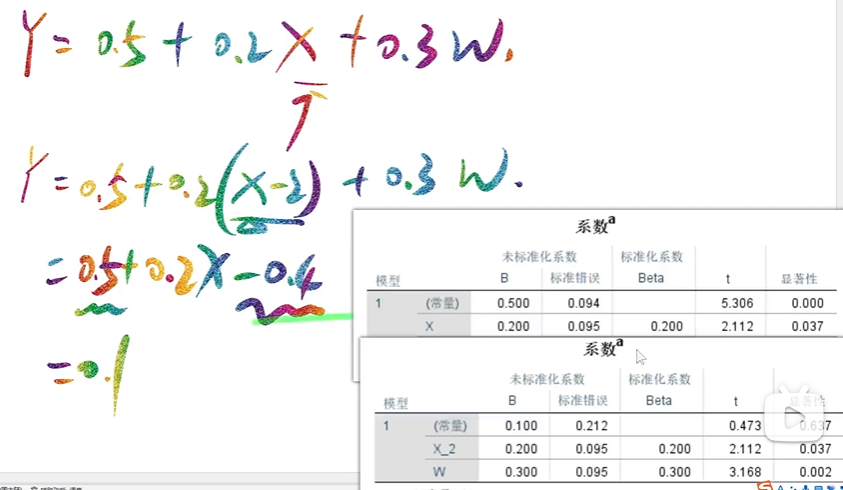 Y = 0.5 + 0.2X + 0.3W.
Y = 0.5 + 0.2(X-2) + 0.3 W.
= 0.5 + 0.2X - 0.4
= 0.1
系数a
未标准化系数 标准化系数
模型 B 标准错误 Beta t 显著性
1 (常量) 0.500 0.094 5.306 0.000
X 0.200 0.095 0.200 2.112 0.037
系数a
未标准化系数 标准化系数
模型 B 标准错误 Beta t 显著性
1 (常量) 0.100 0.212 0.473 0.637
X_2 0.200 0.095 0.200 2.112 0.037
W 0.300 0.095 0.300 3.168 0.002